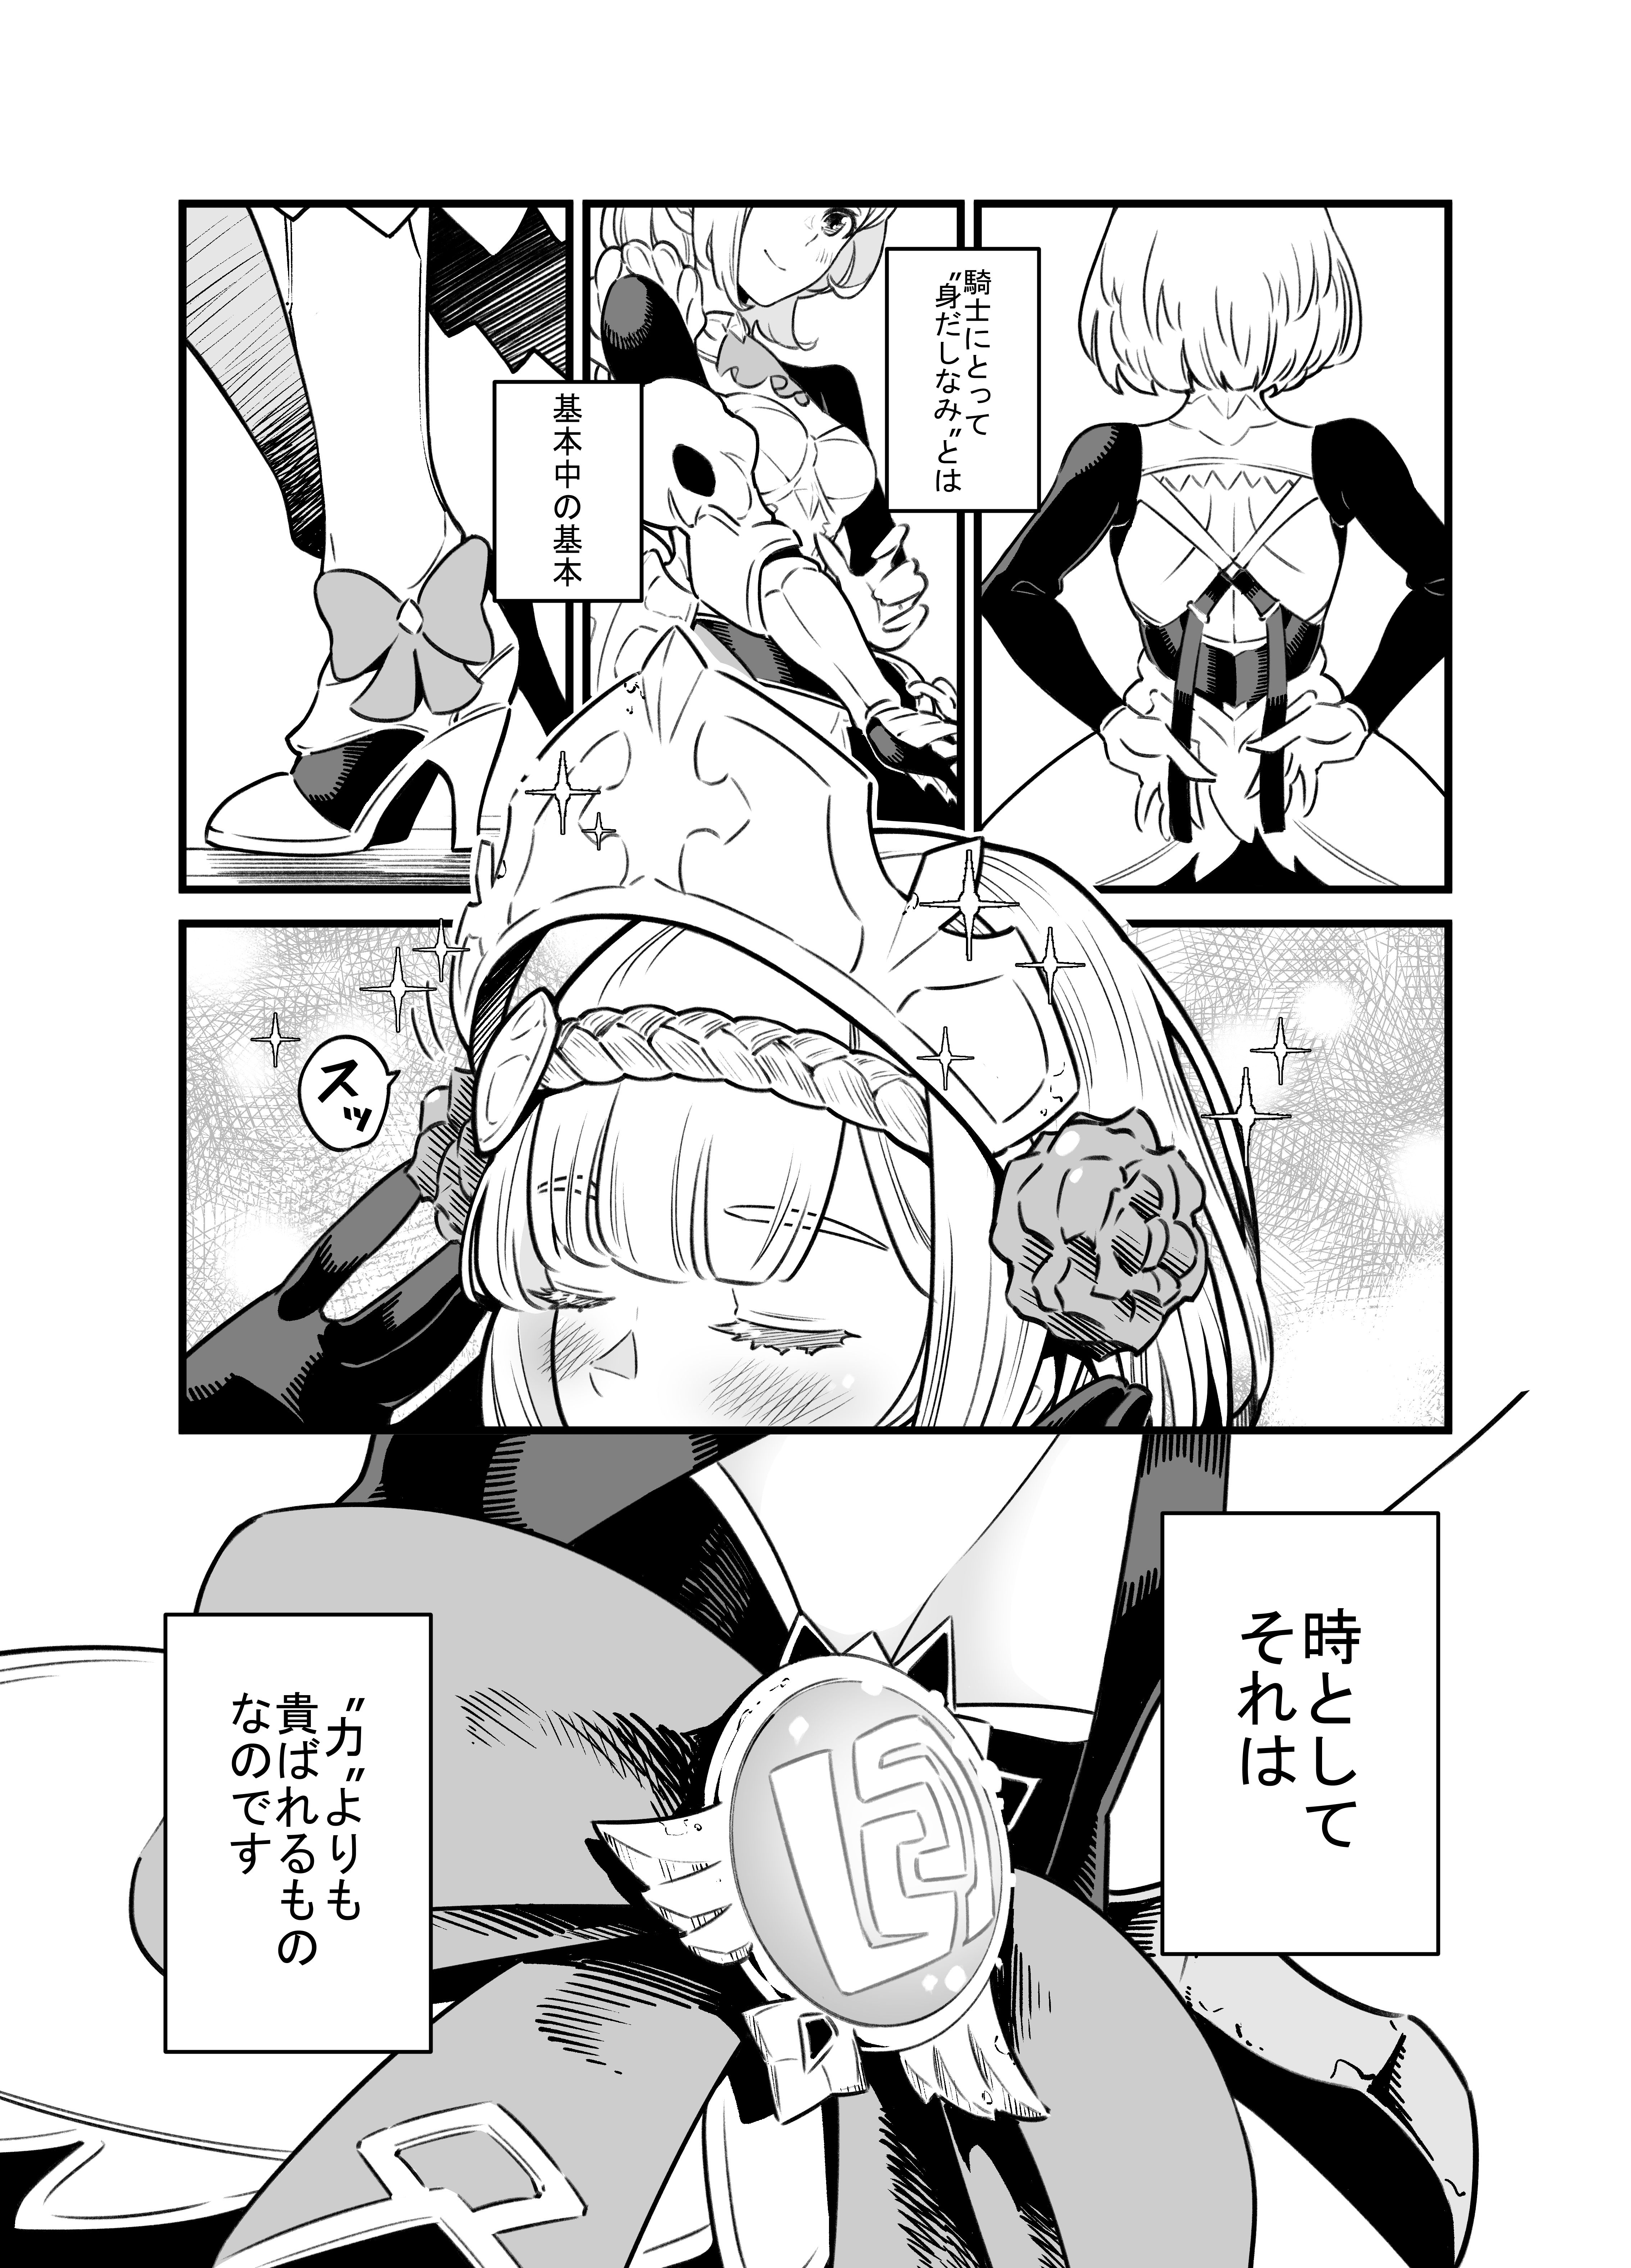 騎士にとって
“身だしなみ”とは
基本中の基本
スッ
時として
それは
“力”よりも
貴ばれるもの
なのです